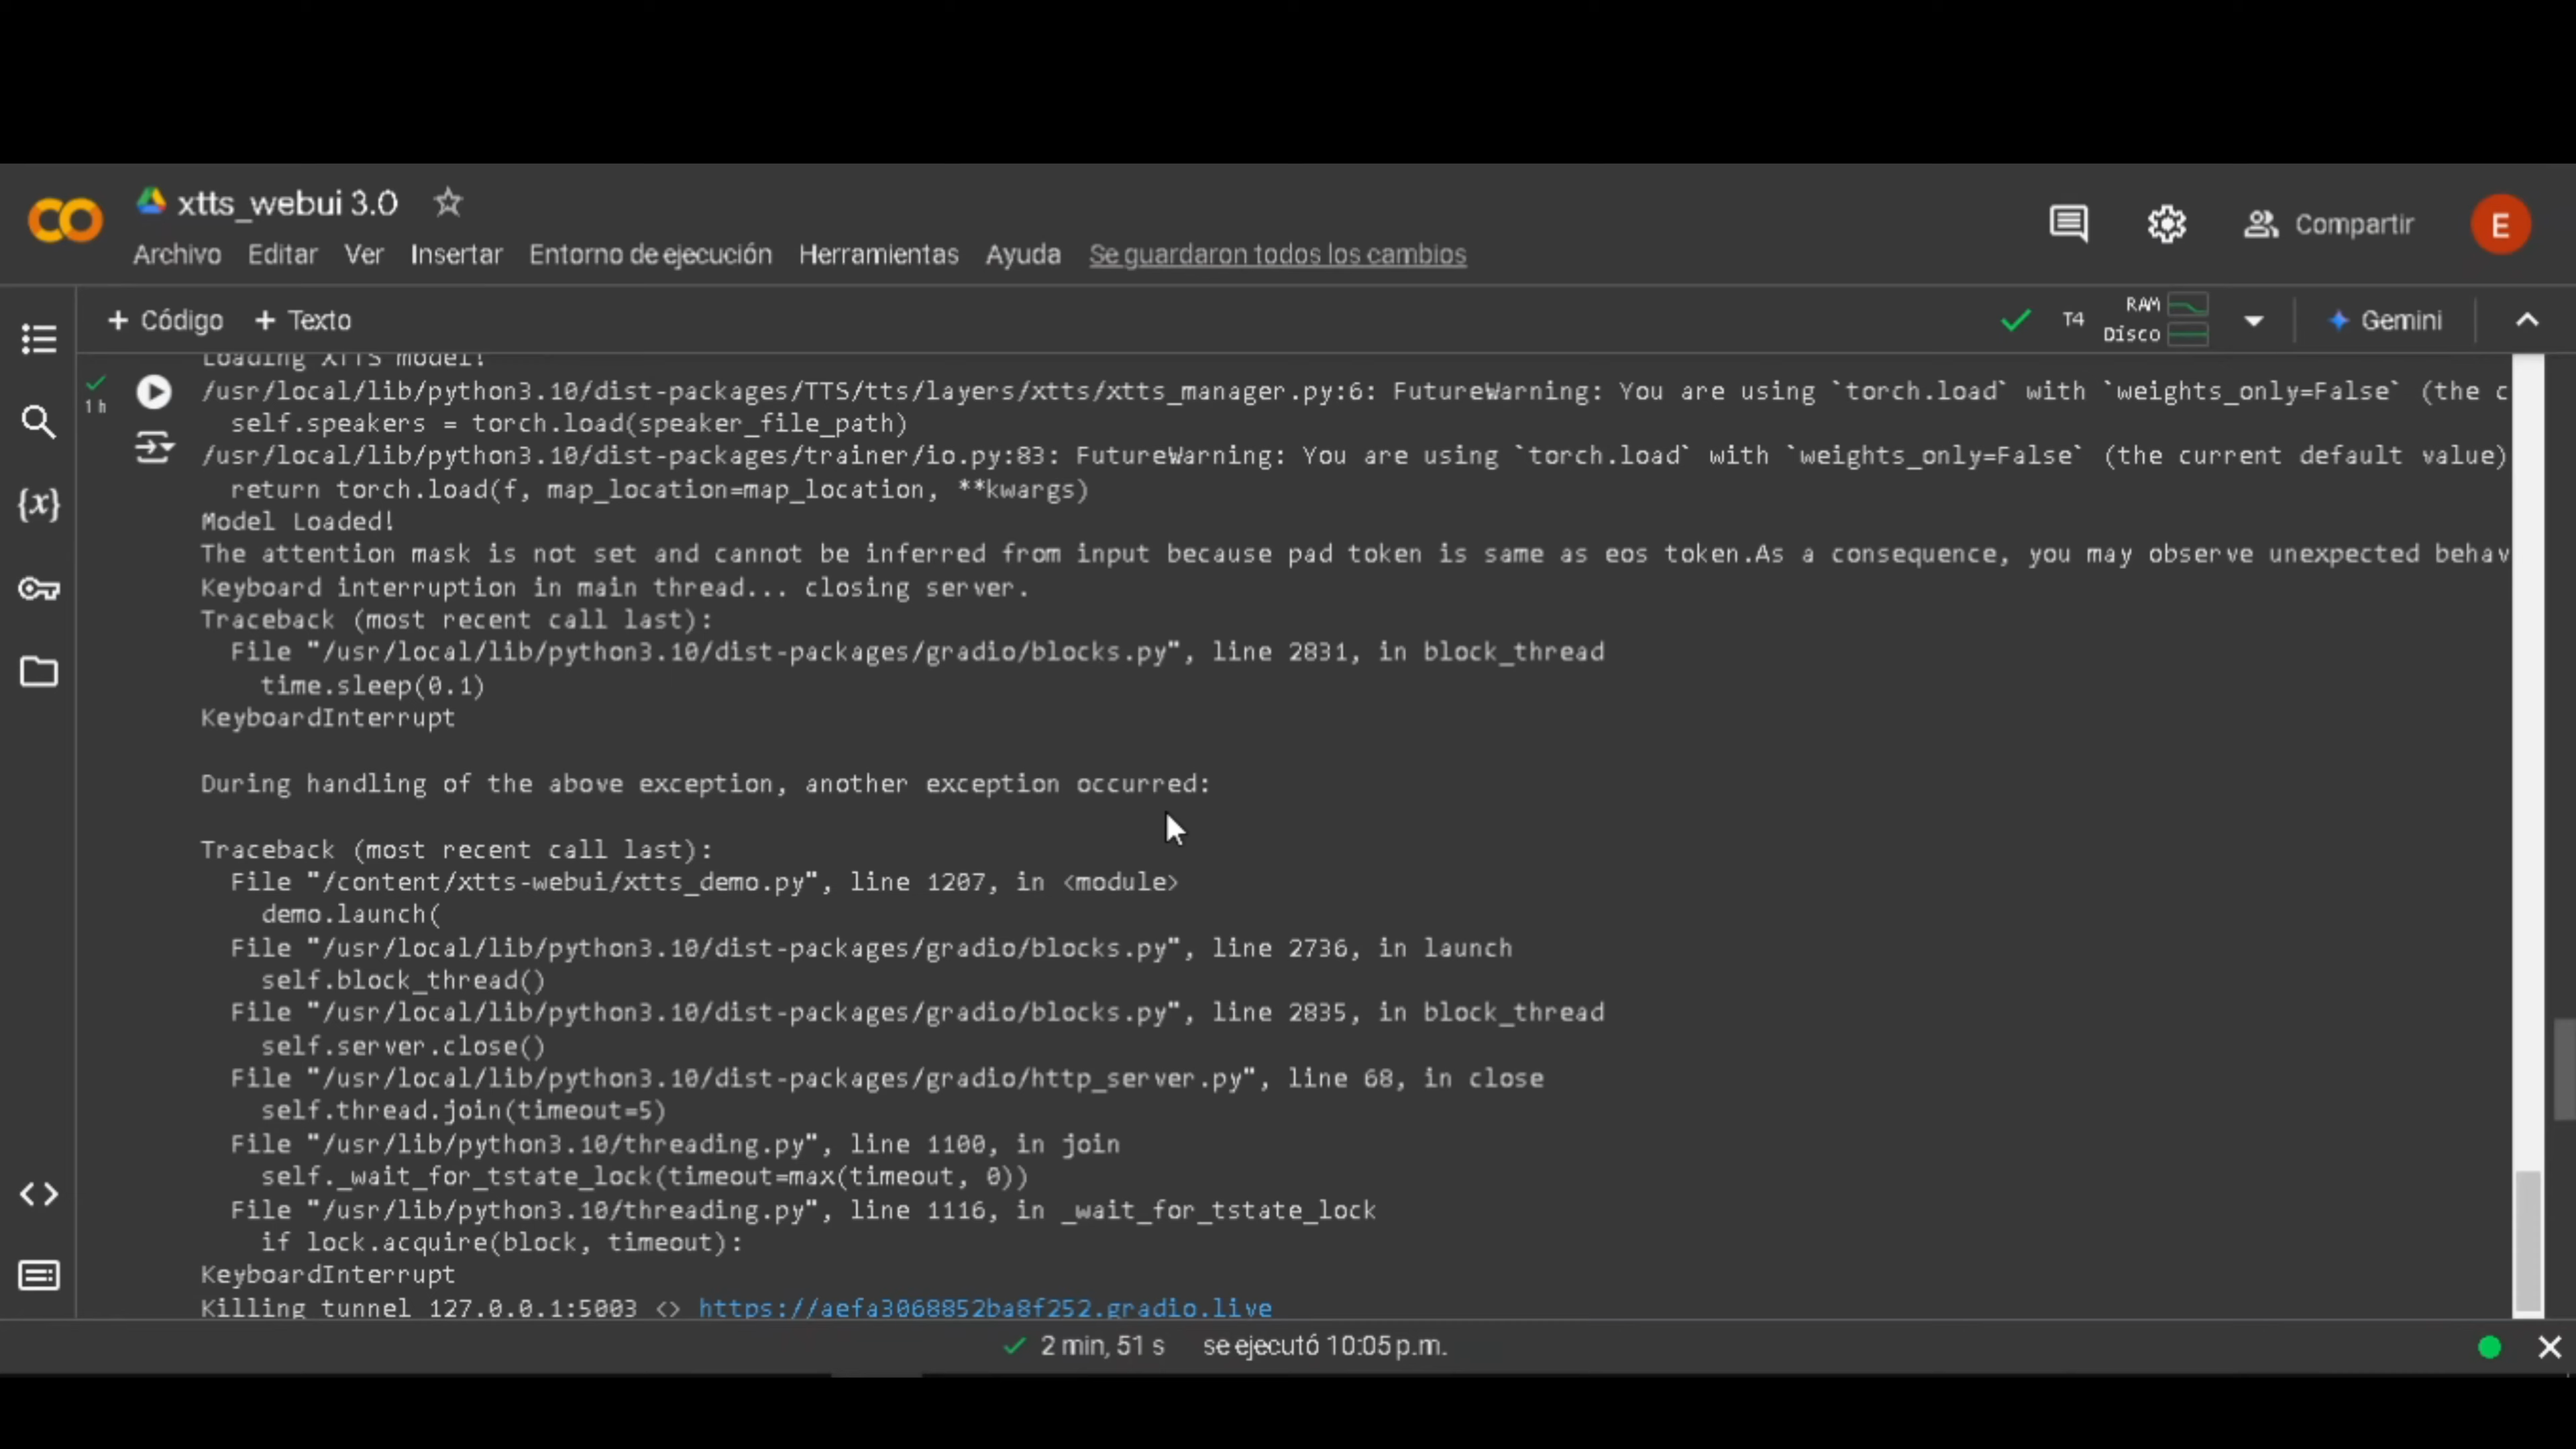 xtts_webui 3.0
Archivo Editar Ver Insertar Entorno de ejecución Herramientas Ayuda Se guardaron todos los cambios
Compartir
E
+ Código + Texto
T4
RAM
Disco
Gemini
Loading XTTS model!
1 h
/usr/local/lib/python3.10/dist-packages/TTS/tts/layers/xtts/xtts_manager.py:6: FutureWarning: You are using `torch.load` with `weights_only=False` (the c
self.speakers = torch.load(speaker_file_path)
/usr/local/lib/python3.10/dist-packages/trainer/io.py:83: FutureWarning: You are using `torch.load` with `weights_only=False` (the current default value)
return torch.load(f, map_location=map_location, **kwargs)
Model Loaded!
The attention mask is not set and cannot be inferred from input because pad token is same as eos token.As a consequence, you may observe unexpected behav
Keyboard interruption in main thread... closing server.
Traceback (most recent call last):
File "/usr/local/lib/python3.10/dist-packages/gradio/blocks.py", line 2831, in block_thread
time.sleep(0.1)
KeyboardInterrupt
During handling of the above exception, another exception occurred:
Traceback (most recent call last):
File "/content/xtts-webui/xtts_demo.py", line 1207, in <module>
demo.launch(
File "/usr/local/lib/python3.10/dist-packages/gradio/blocks.py", line 2736, in launch
self.block_thread()
File "/usr/local/lib/python3.10/dist-packages/gradio/blocks.py", line 2835, in block_thread
self.server.close()
File "/usr/local/lib/python3.10/dist-packages/gradio/http_server.py", line 68, in close
self.thread.join(timeout=5)
File "/usr/lib/python3.10/threading.py", line 1100, in join
self._wait_for_tstate_lock(timeout=max(timeout, 0))
File "/usr/lib/python3.10/threading.py", line 1116, in _wait_for_tstate_lock
if lock.acquire(block, timeout):
KeyboardInterrupt
Killing tunnel 127.0.0.1:5003 <> https://aefa3068852ba8f252.gradio.live
2 min, 51 s se ejecutó 10:05 p.m.